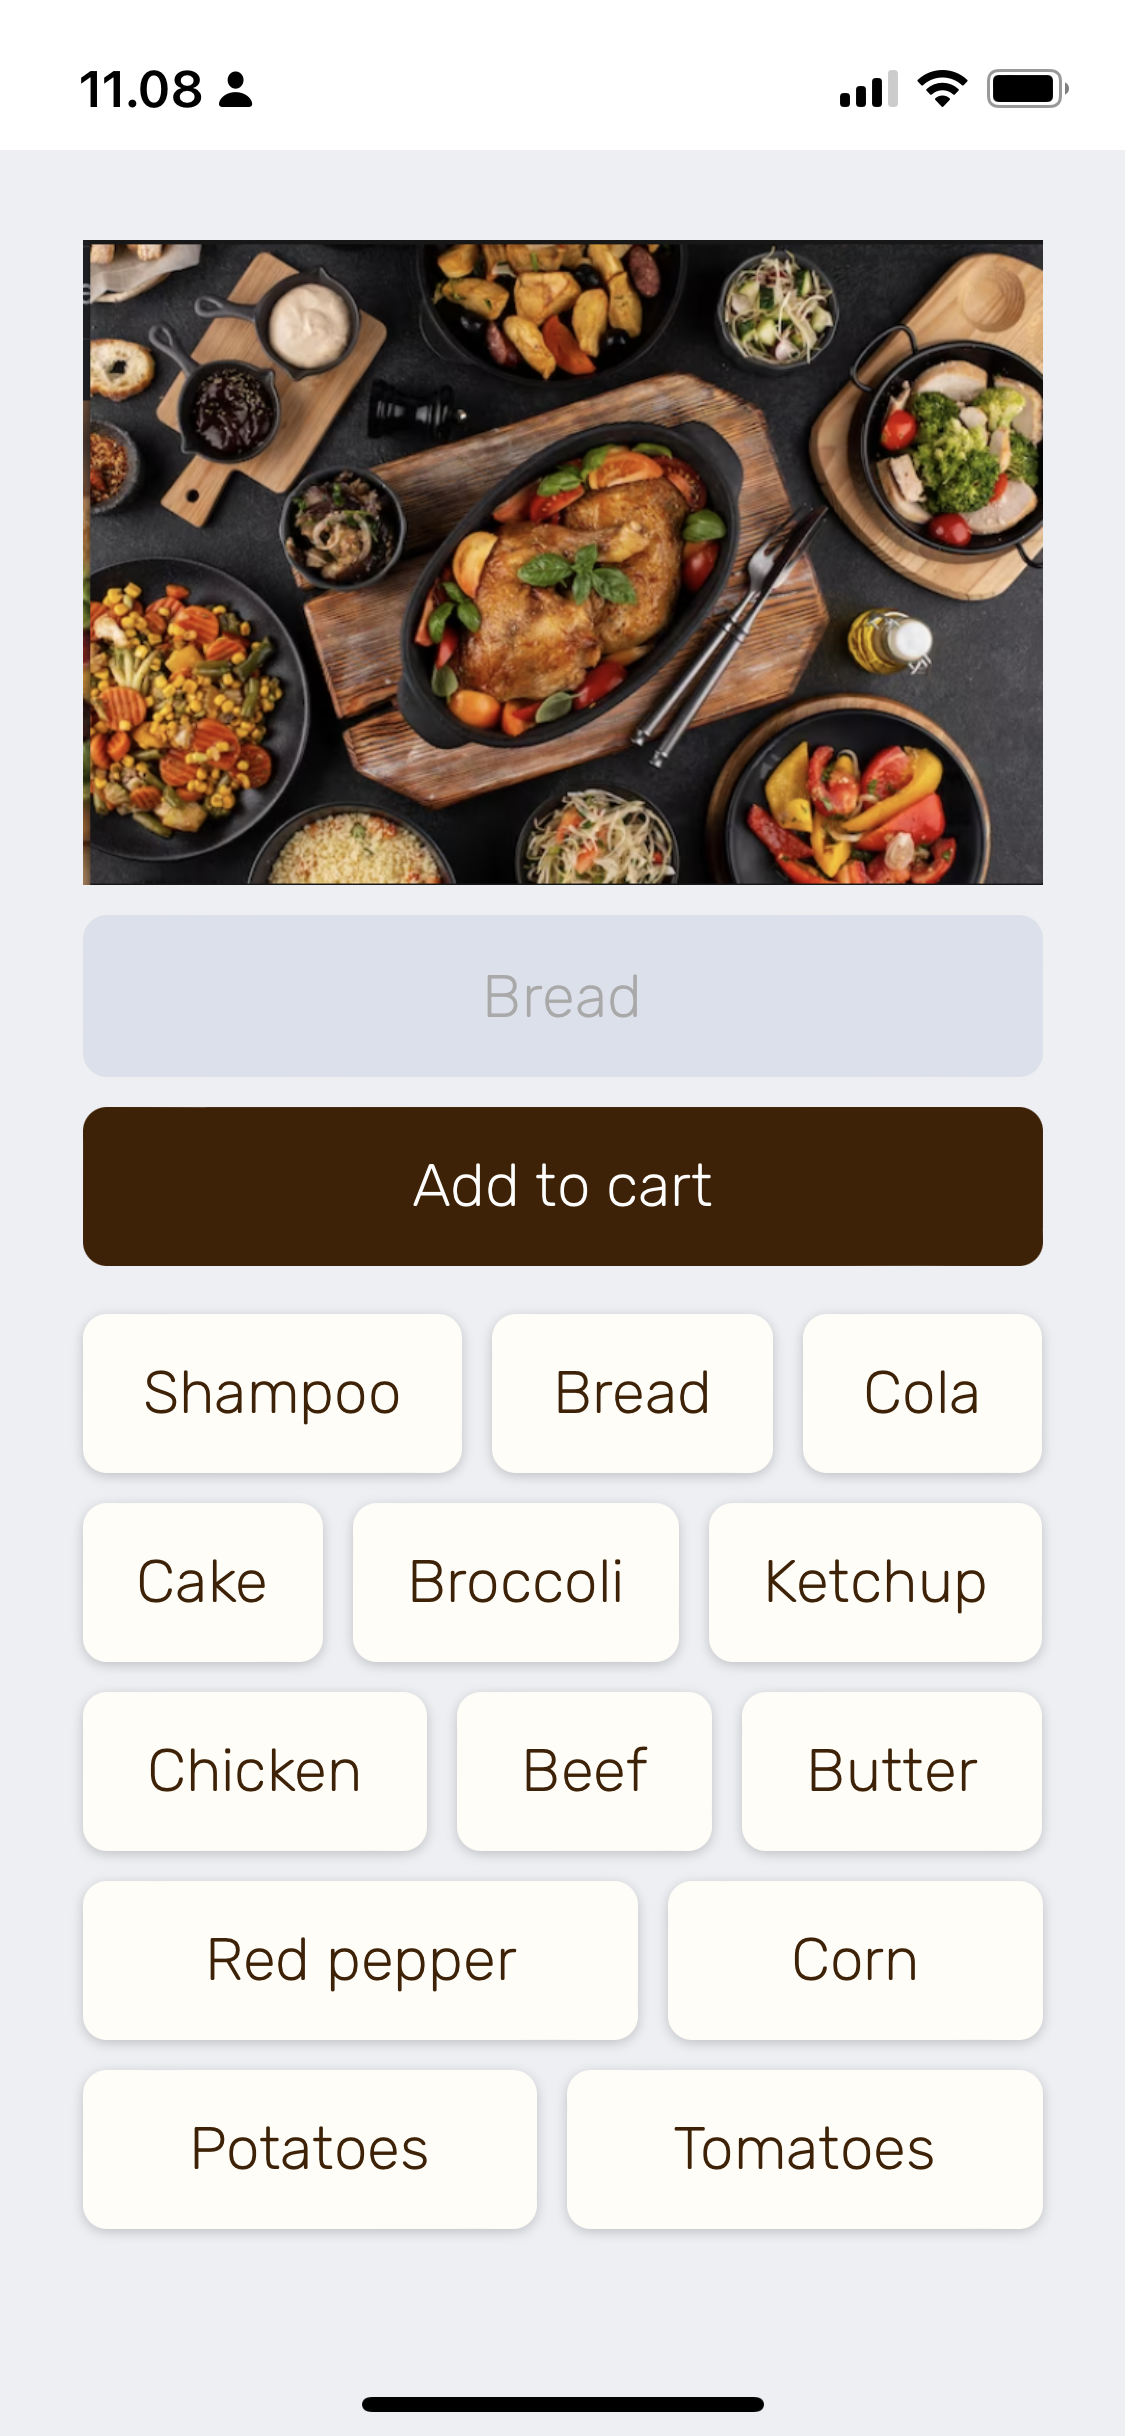 11.08
Bread
Add to cart
Shampoo Bread Cola
Cake Broccoli Ketchup
Chicken Beef Butter
Red pepper Corn
Potatoes Tomatoes